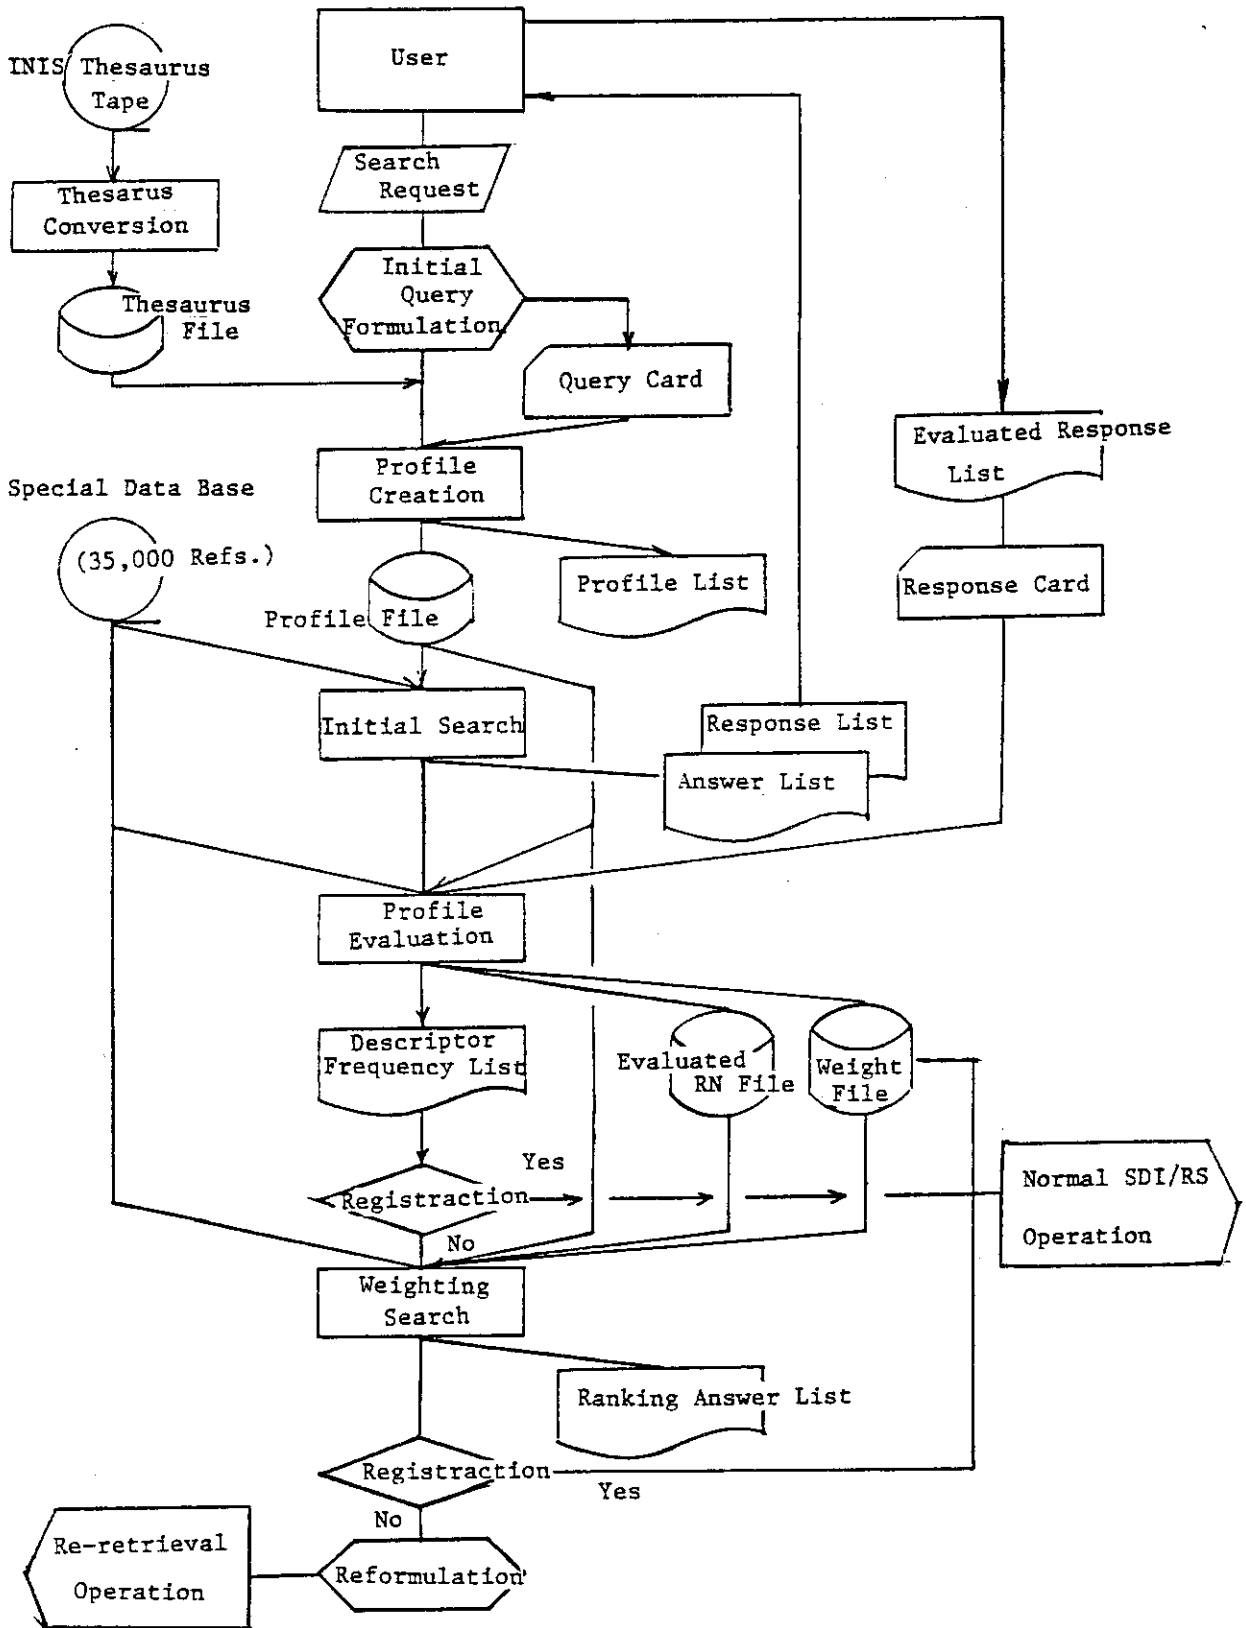 User
INIS Thesaurus
Tape
Search
Request
Thesarus
Conversion
Initial
Query
Formulation
Thesaurus
File
Query Card
Evaluated Response
List
Profile
Creation
Special Data Base
(35,000 Refs.)
Profile List
Response Card
Profile File
Initial Search
Response List
Answer List
Profile
Evaluation
Descriptor
Frequency List
Evaluated
RN File
Weight
File
Yes
Registraction
No
Normal SDI/RS
Operation
Weighting
Search
Ranking Answer List
Registraction
Yes
No
Re-retrieval
Operation
Reformulation